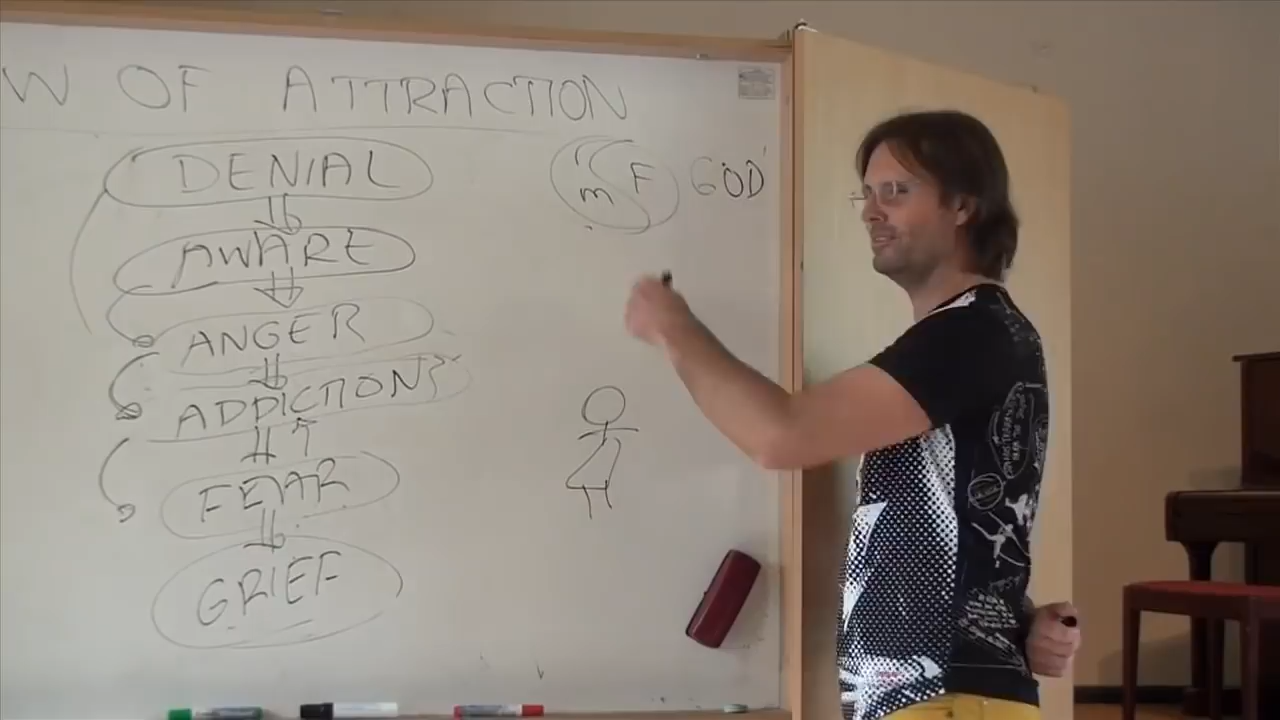 W OF ATTRACTION
DENIAL
m F GOD
AWARE
ANGER
ADDICTIONS
FEAR
GRIEF